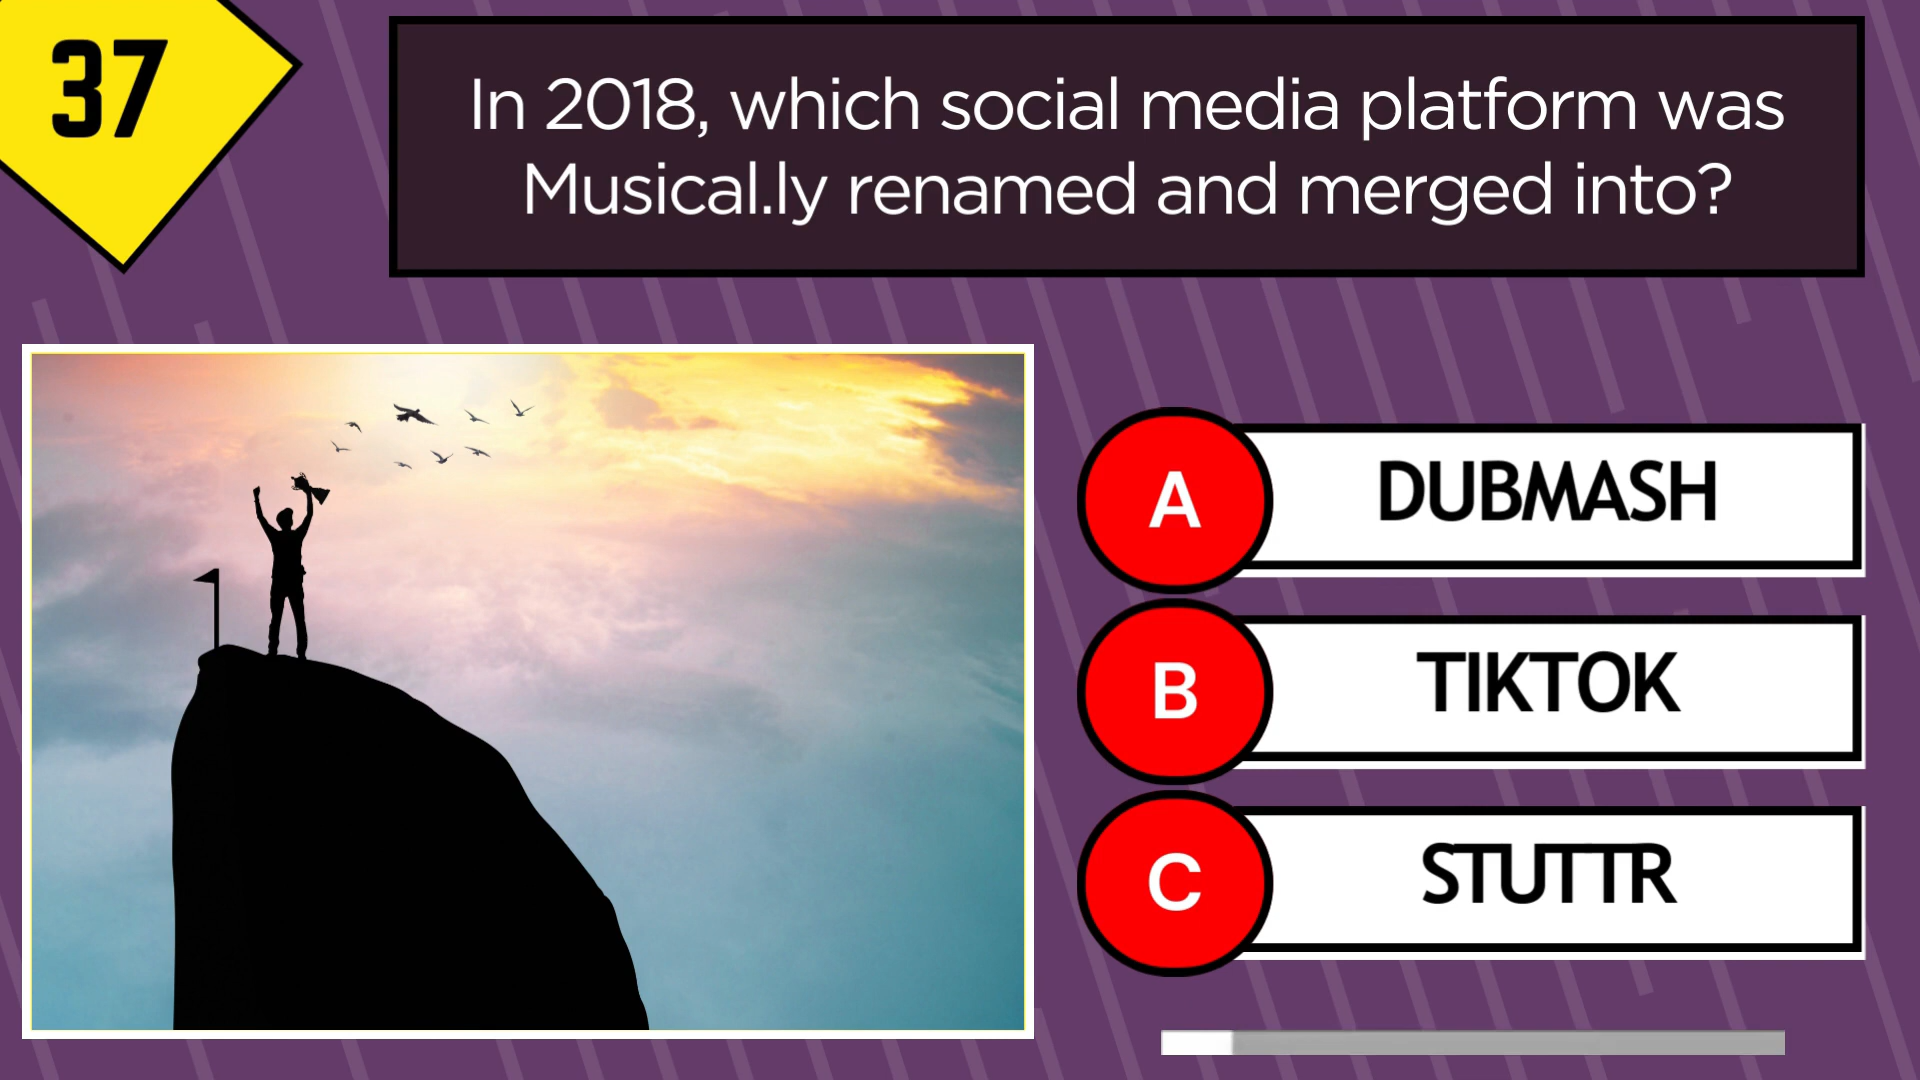 37
In 2018, which social media platform was
Musical.ly renamed and merged into?
A
DUBMASH
B
TIKTOK
C
STUTTR